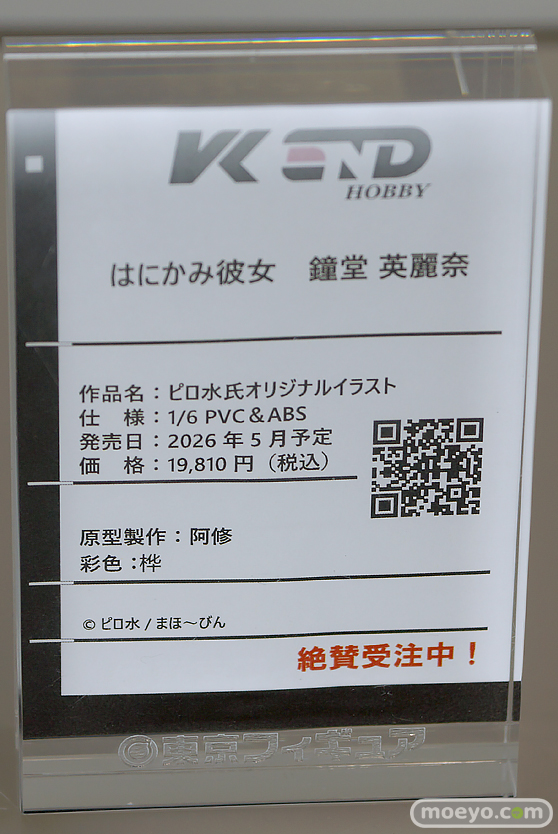 KEND
HOBBY
はにかみ彼女　鐘堂 英麗奈
作品名：ピロ水氏オリジナルイラスト
仕　様：1/6 PVC＆ABS
発売日：2026 年 5 月予定
価　格：19,810 円（税込）
原型製作：阿修
彩色：桦
© ピロ水 / まほ～びん
絶賛受注中！
東京フィギュア
moeyo.com